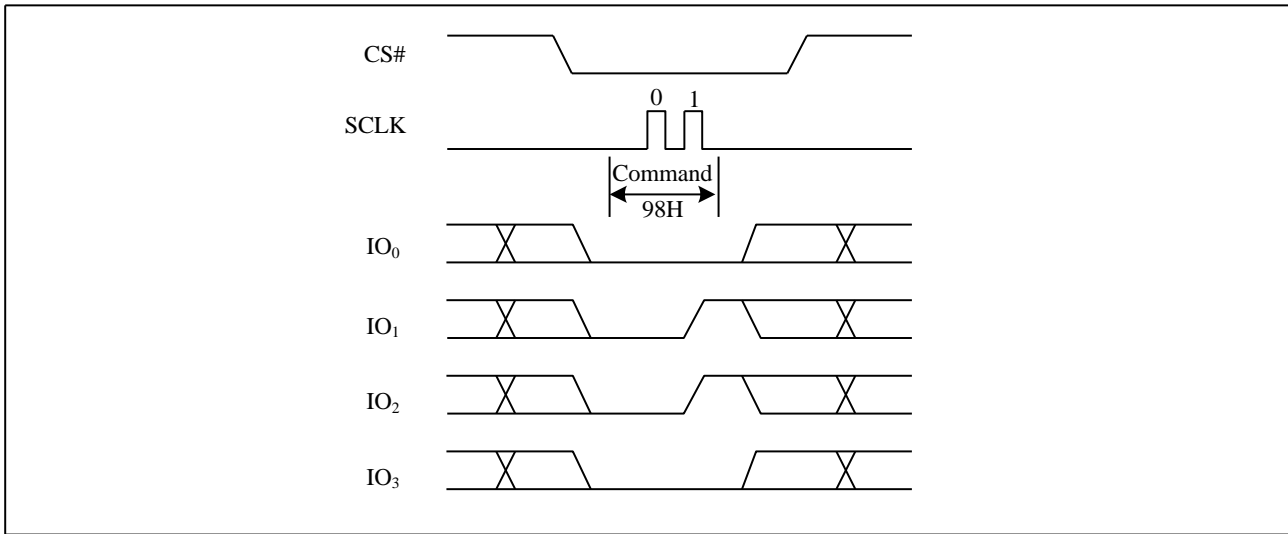 CS#
0 1
SCLK
Command
98H
IO₀
IO₁
IO₂
IO₃